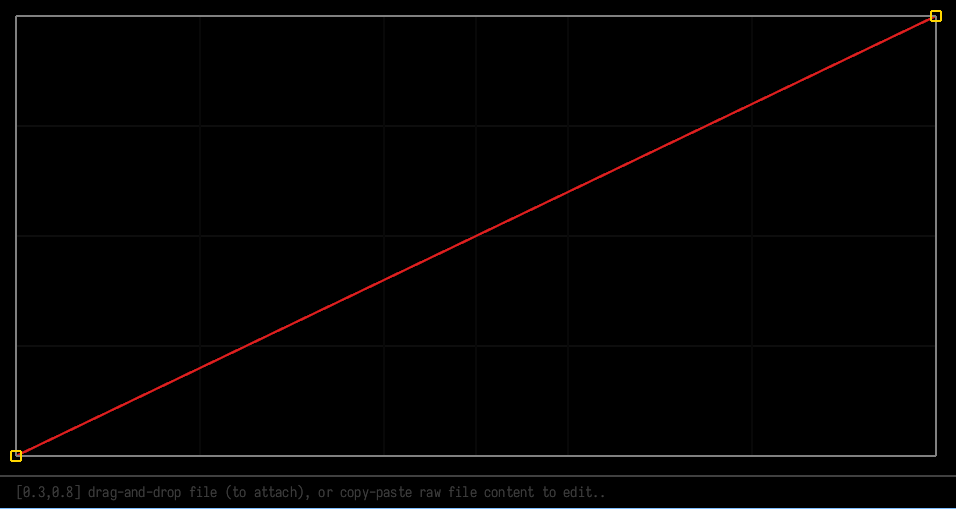 [0.3,0.8] drag-and-drop file (to attach), or copy-paste raw file content to edit..